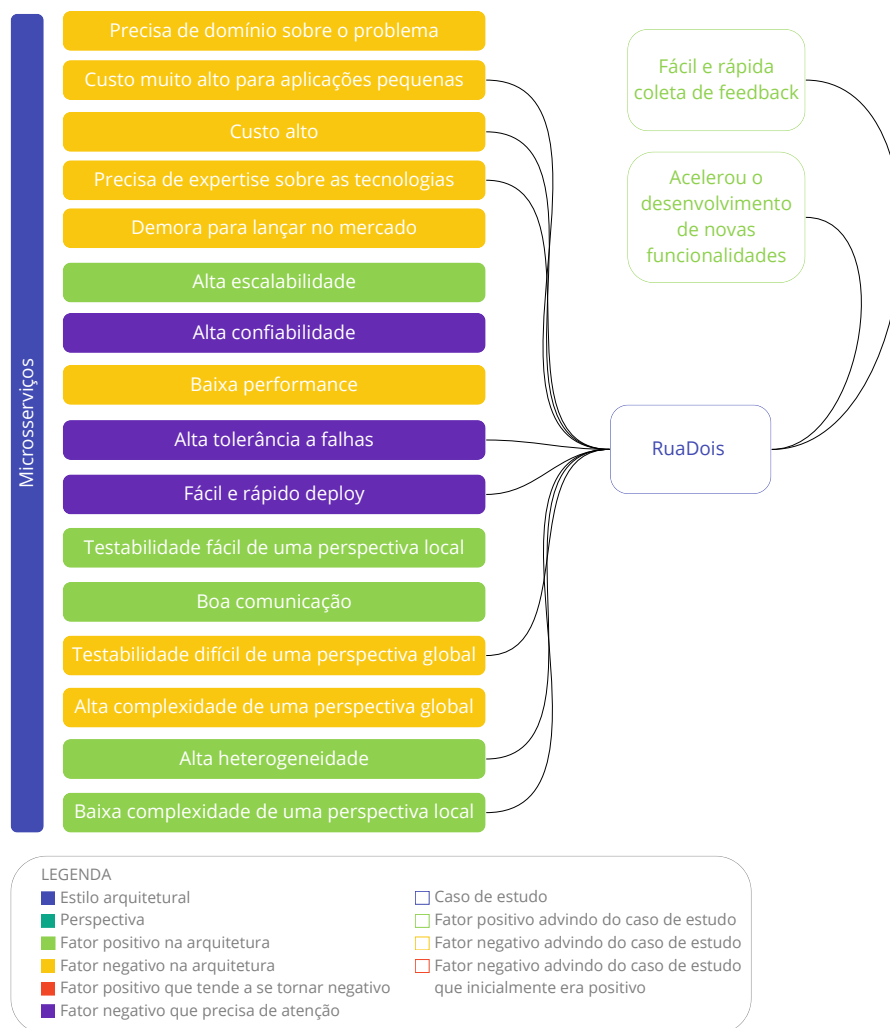 Microsserviços
Precisa de domínio sobre o problema
Custo muito alto para aplicações pequenas
Custo alto
Precisa de expertise sobre as tecnologias
Demora para lançar no mercado
Alta escalabilidade
Alta confiabilidade
Baixa performance
Alta tolerância a falhas
Fácil e rápido deploy
Testabilidade fácil de uma perspectiva local
Boa comunicação
Testabilidade difícil de uma perspectiva global
Alta complexidade de uma perspectiva global
Alta heterogeneidade
Baixa complexidade de uma perspectiva local
Fácil e rápida
coleta de feedback
Acelerou o
desenvolvimento
de novas
funcionalidades
RuaDois
LEGENDA
Estilo arquitetural
Perspectiva
Fator positivo na arquitetura
Fator negativo na arquitetura
Fator positivo que tende a se tornar negativo
Fator negativo que precisa de atenção
Caso de estudo
Fator positivo advindo do caso de estudo
Fator negativo advindo do caso de estudo
Fator negativo advindo do caso de estudo
que inicialmente era positivo